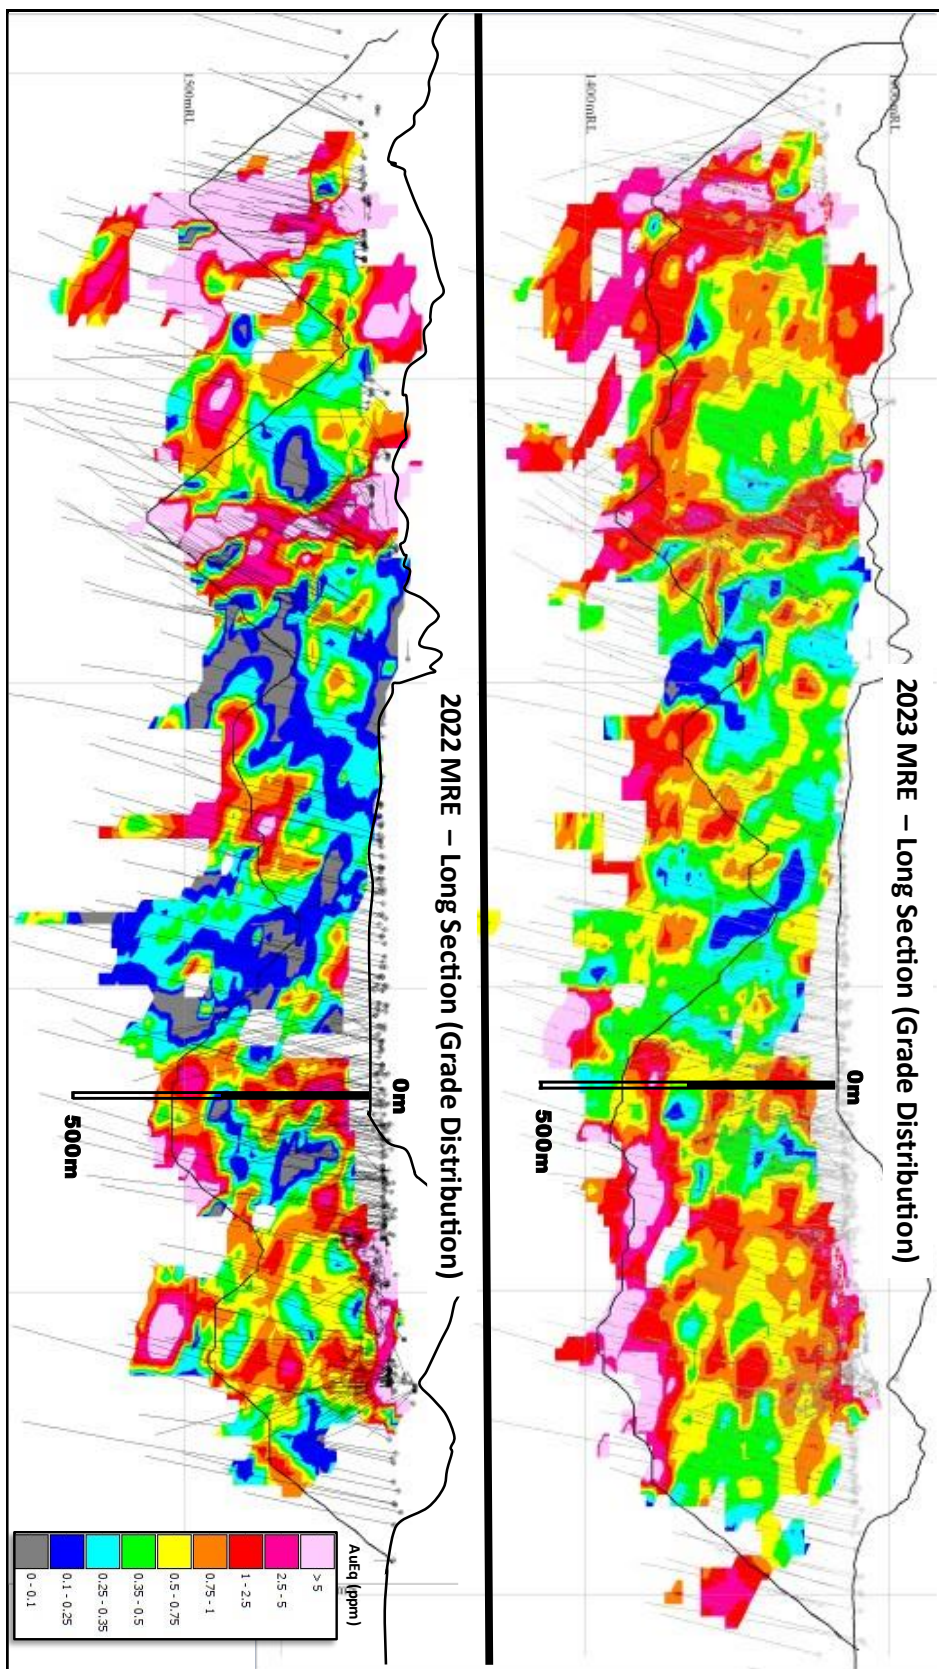 2023 MRE – Long Section (Grade Distribution)
1400mRL
0m
500m
2022 MRE – Long Section (Grade Distribution)
1500mRL
0m
500m
AuEq (ppm)
> 5
2.5 - 5
1 - 2.5
0.75 - 1
0.5 - 0.75
0.35 - 0.5
0.25 - 0.35
0.1 - 0.25
0 - 0.1